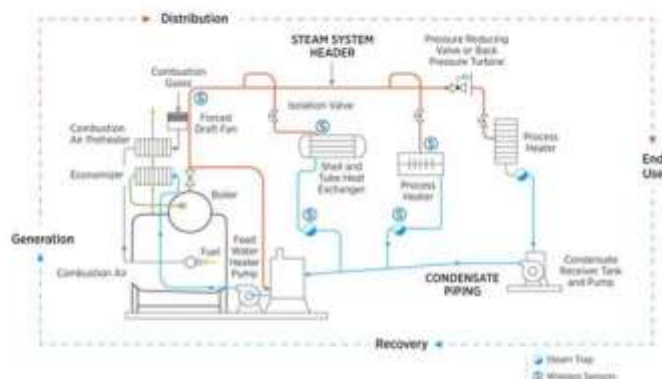 Distribution
STEAM SYSTEM
HEADER
Pressure Reducing
Valve or Back
Pressure Turbine
Combustion
Gases
Isolation Valve
Forced
Draft Fan
Combustion
Air Preheater
Process
Heater
End
Use
Economizer
Shell and
Tube Heat
Exchanger
Process
Heater
Boiler
Generation
Fuel
Feed
Water
Heater
Pump
Combustion Air
CONDENSATE
PIPING
Condensate
Receiver Tank
and Pump
Recovery
Steam Trap
Wireless Sensors